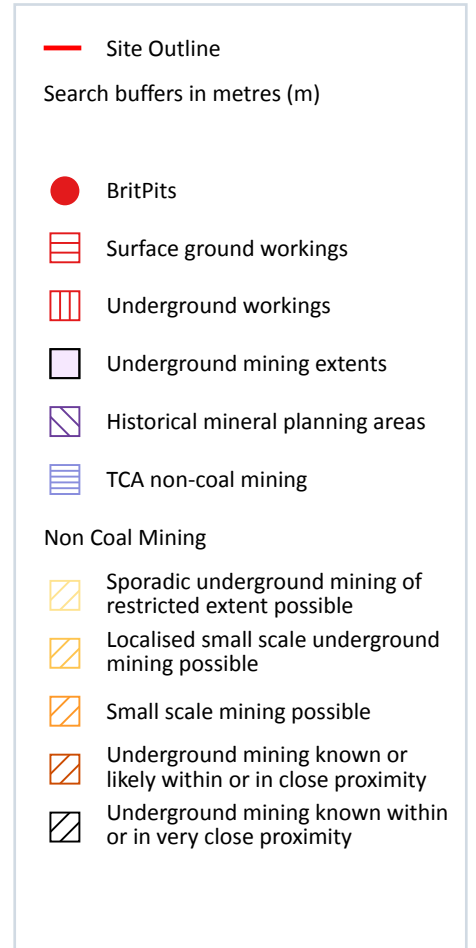 Site Outline
Search buffers in metres (m)
BritPits
Surface ground workings
Underground workings
Underground mining extents
Historical mineral planning areas
TCA non-coal mining
Non Coal Mining
Sporadic underground mining of
restricted extent possible
Localised small scale underground
mining possible
Small scale mining possible
Underground mining known or
likely within or in close proximity
Underground mining known within
or in very close proximity